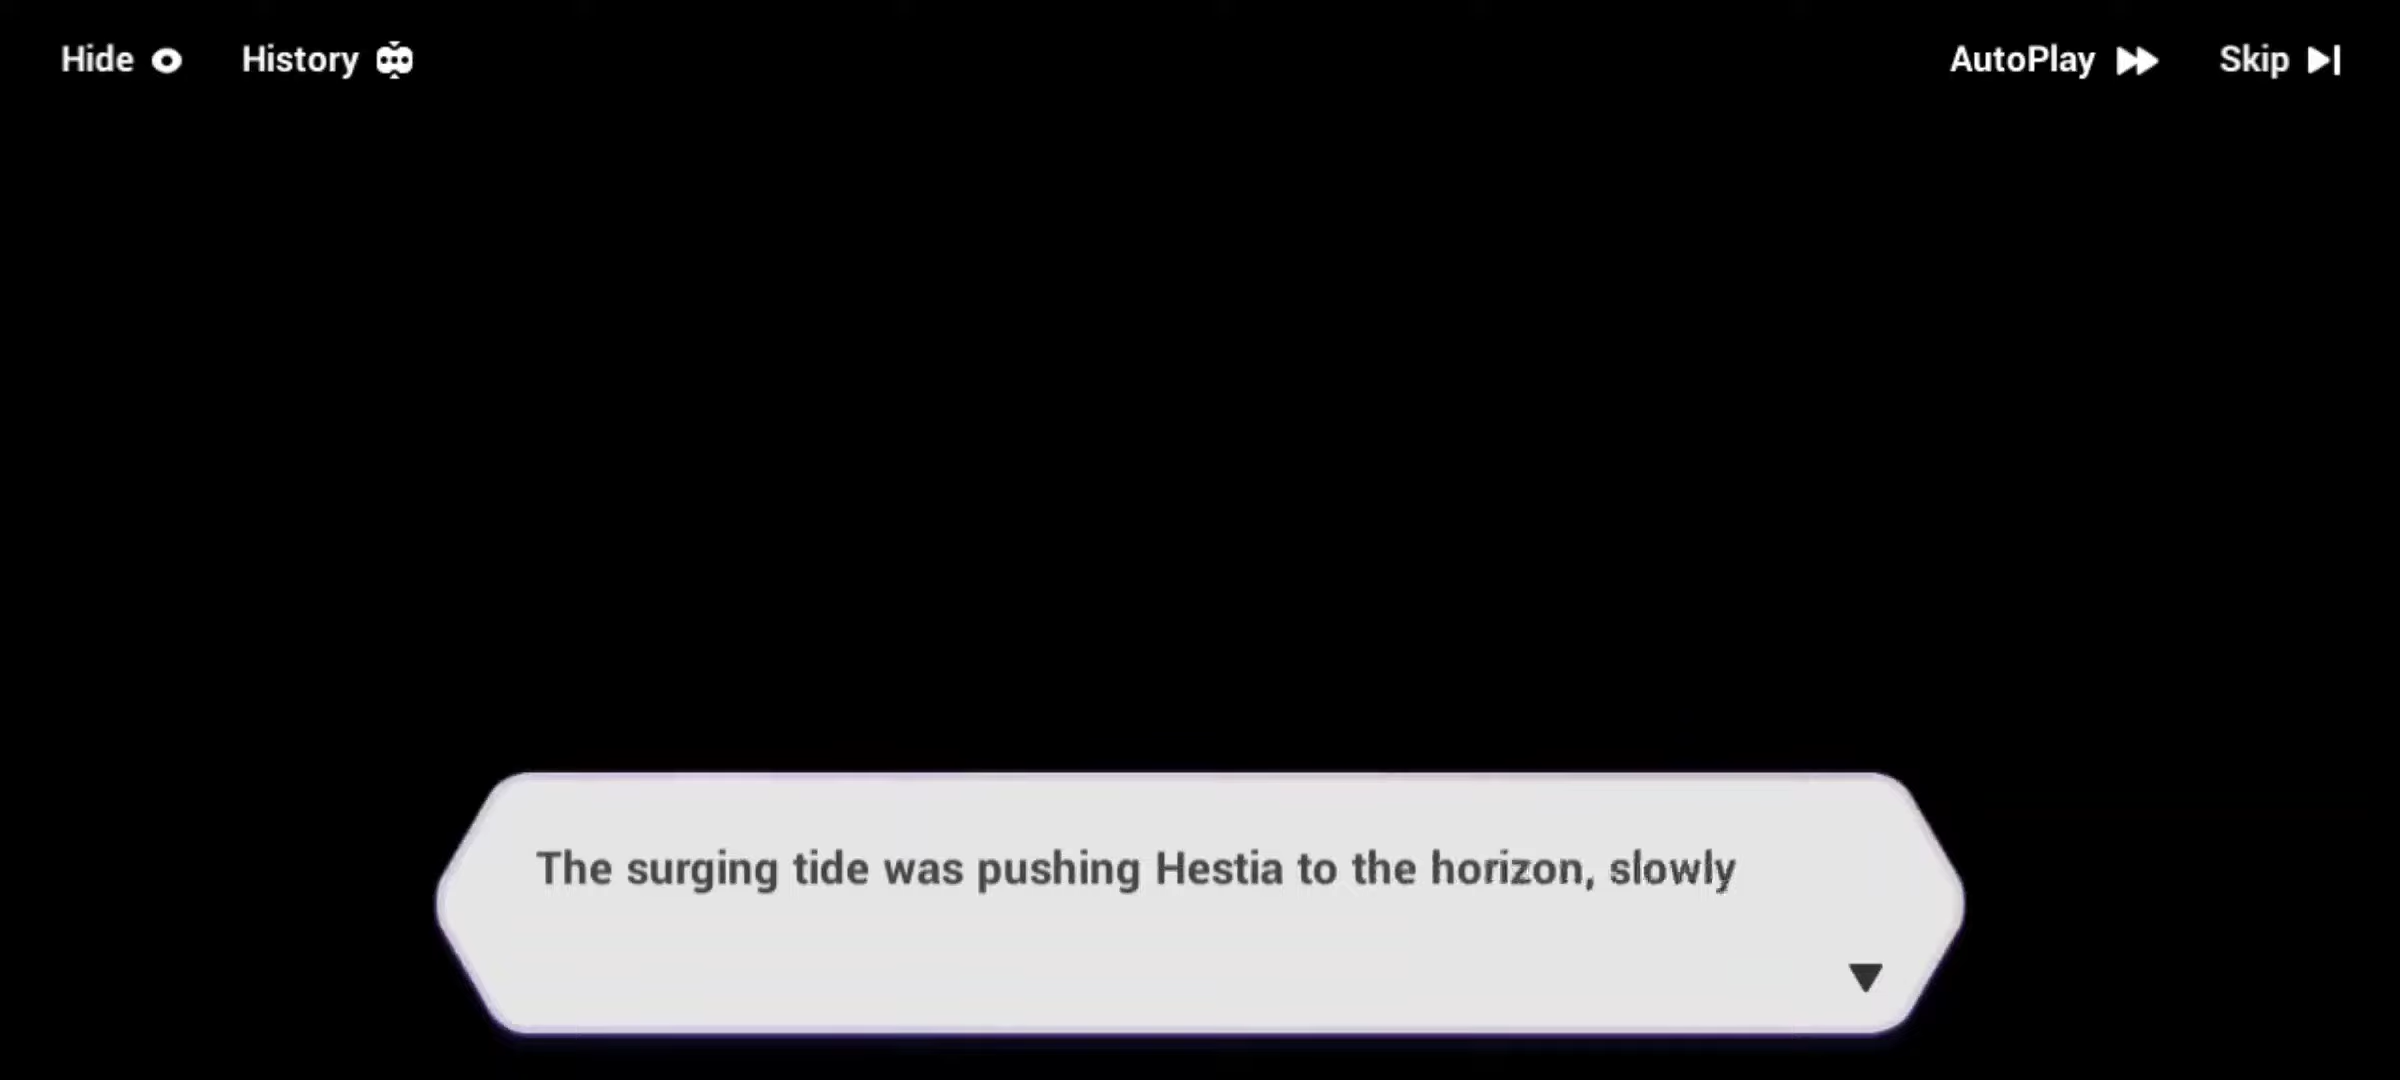 Hide
History
AutoPlay
Skip
The surging tide was pushing Hestia to the horizon, slowly